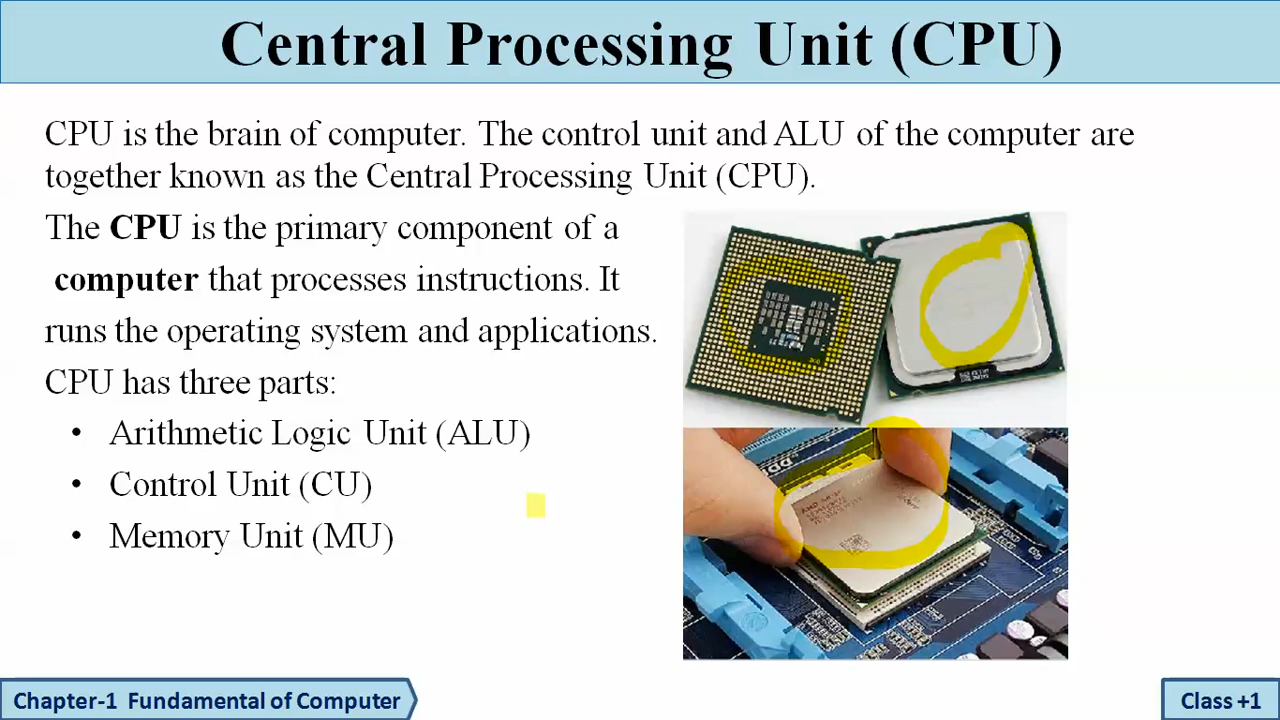 Central Processing Unit (CPU)
CPU is the brain of computer. The control unit and ALU of the computer are
together known as the Central Processing Unit (CPU).
The CPU is the primary component of a
computer that processes instructions. It
runs the operating system and applications.
CPU has three parts:
• Arithmetic Logic Unit (ALU)
• Control Unit (CU)
• Memory Unit (MU)
Chapter-1 Fundamental of Computer
Class +1